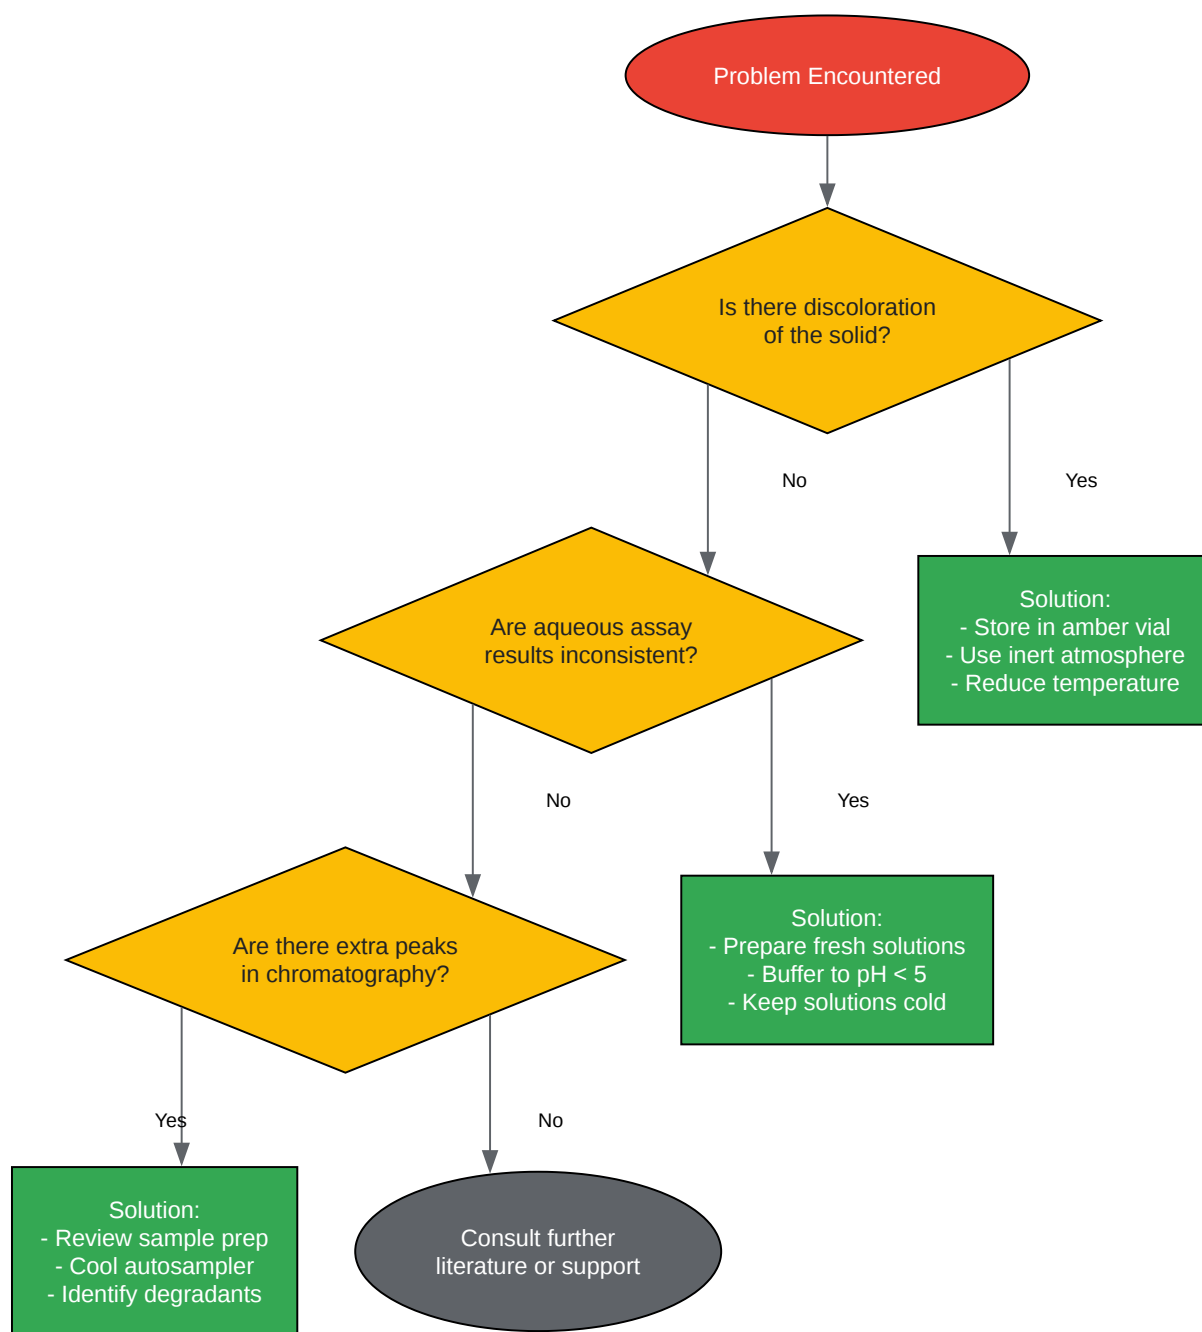 Problem Encountered
Is there discoloration
of the solid?
No
Yes
Are aqueous assay
results inconsistent?
Solution:
- Store in amber vial
- Use inert atmosphere
- Reduce temperature
No
Yes
Are there extra peaks
in chromatography?
Solution:
- Prepare fresh solutions
- Buffer to pH < 5
- Keep solutions cold
Yes
No
Solution:
- Review sample prep
- Cool autosampler
- Identify degradants
Consult further
literature or support